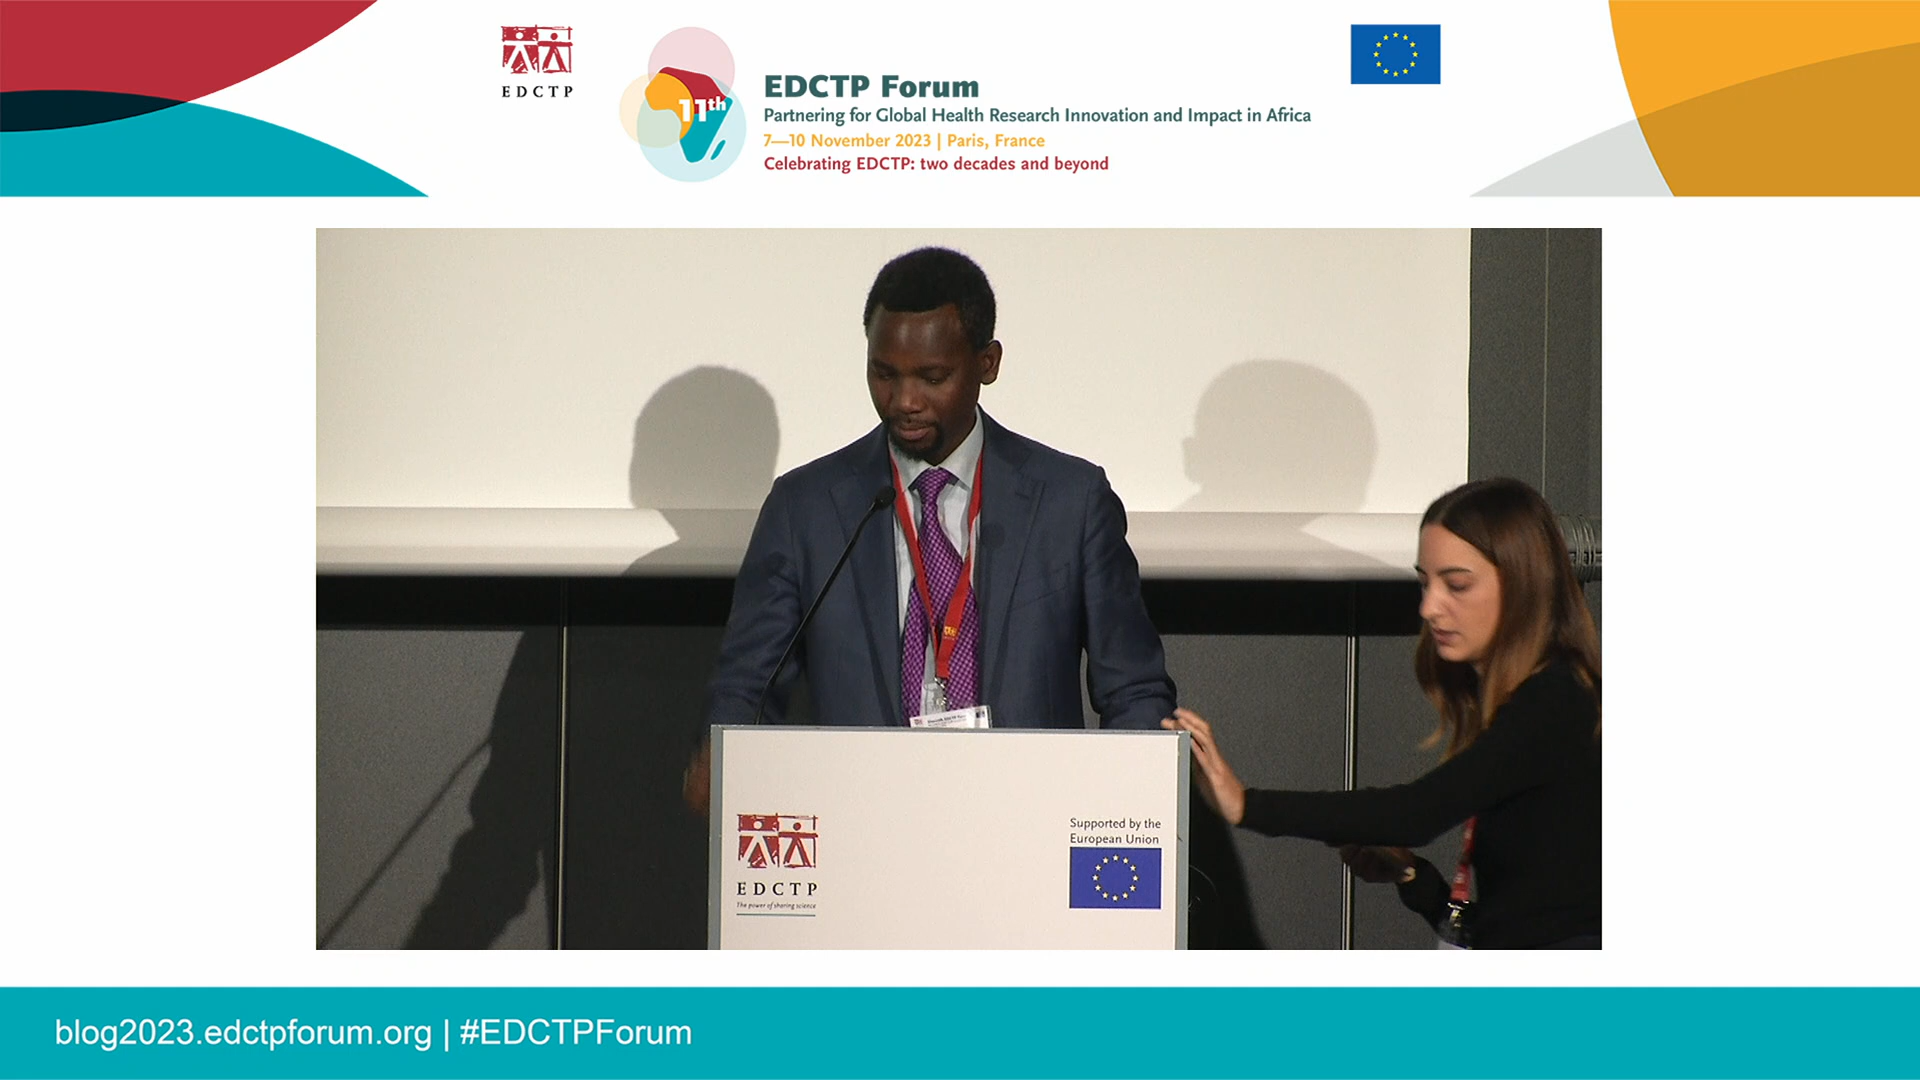 EDCTP
11th
EDCTP Forum
Partnering for Global Health Research Innovation and Impact in Africa
7—10 November 2023 | Paris, France
Celebrating EDCTP: two decades and beyond
EDCTP
The power of sharing science
Supported by the
European Union
blog2023.edctpforum.org | #EDCTPForum